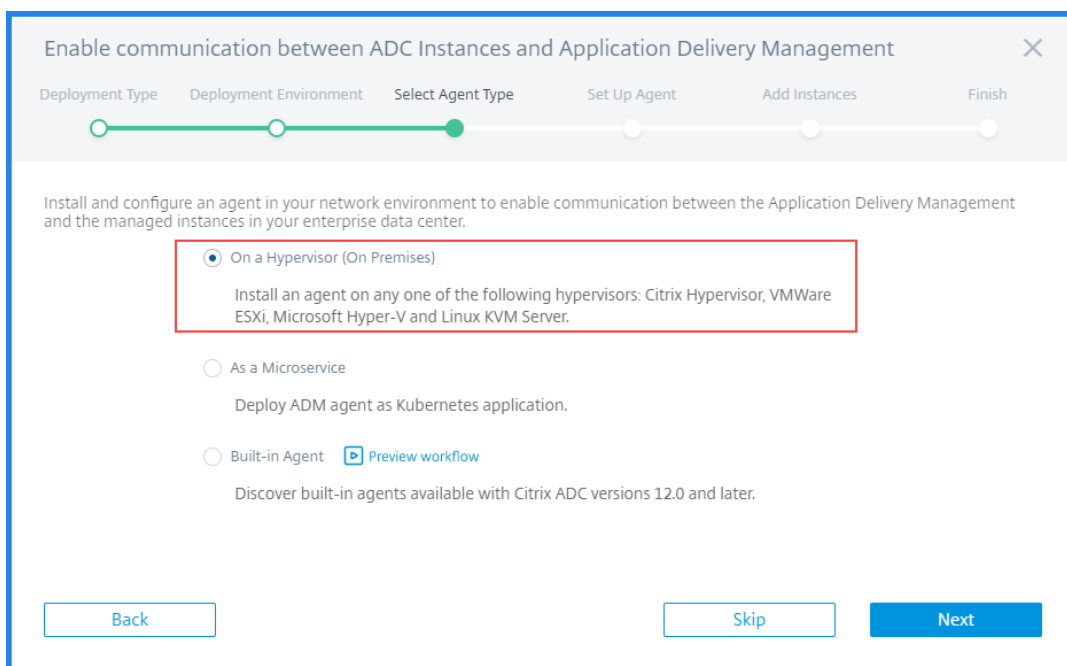 Enable communication between ADC Instances and Application Delivery Management
Deployment Type Deployment Environment Select Agent Type Set Up Agent Add Instances Finish
Install and configure an agent in your network environment to enable communication between the Application Delivery Management
and the managed instances in your enterprise data center.
On a Hypervisor (On Premises)
Install an agent on any one of the following hypervisors: Citrix Hypervisor, VMWare
ESXi, Microsoft Hyper-V and Linux KVM Server.
As a Microservice
Deploy ADM agent as Kubernetes application.
Built-in Agent Preview workflow
Discover built-in agents available with Citrix ADC versions 12.0 and later.
Back Skip Next